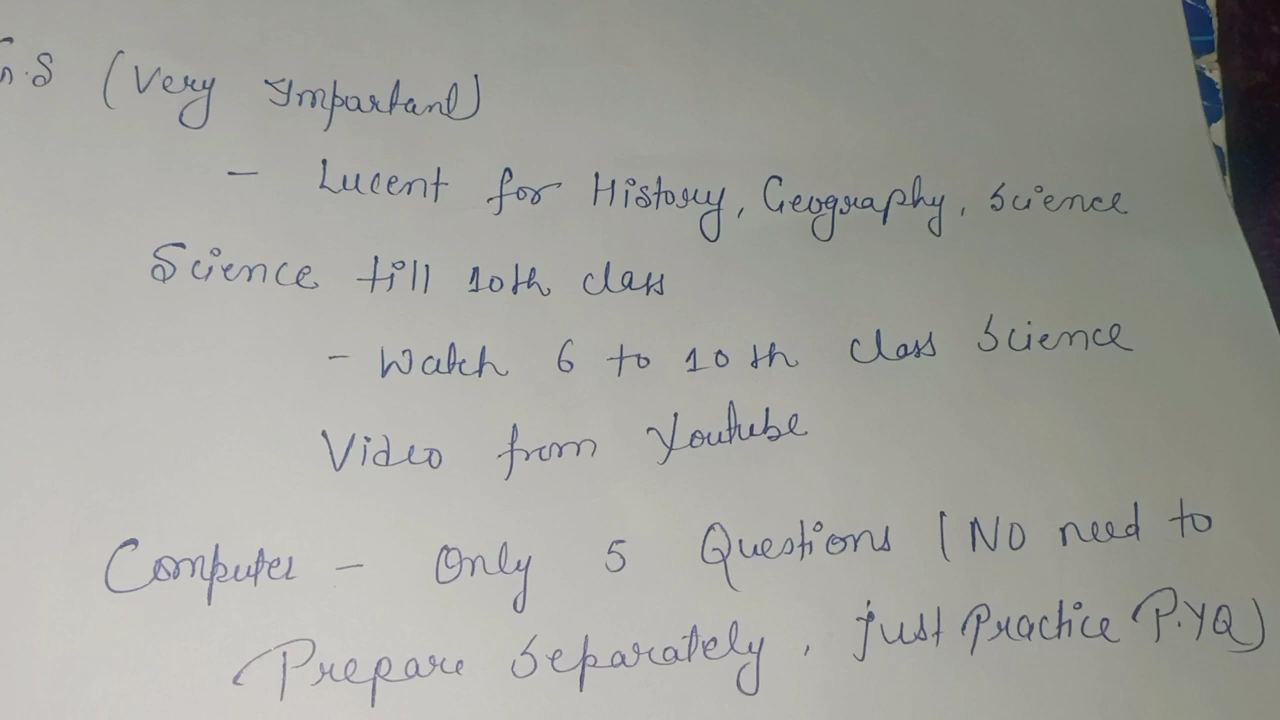 G.S (Very Important)
- Lucent for History, Geography, Science
Science till 10th class
- Watch 6 to 10th class Science
Video from Youtube
Computer - Only 5 Questions (No need to
Prepare Separately, just Practice P.YQ)